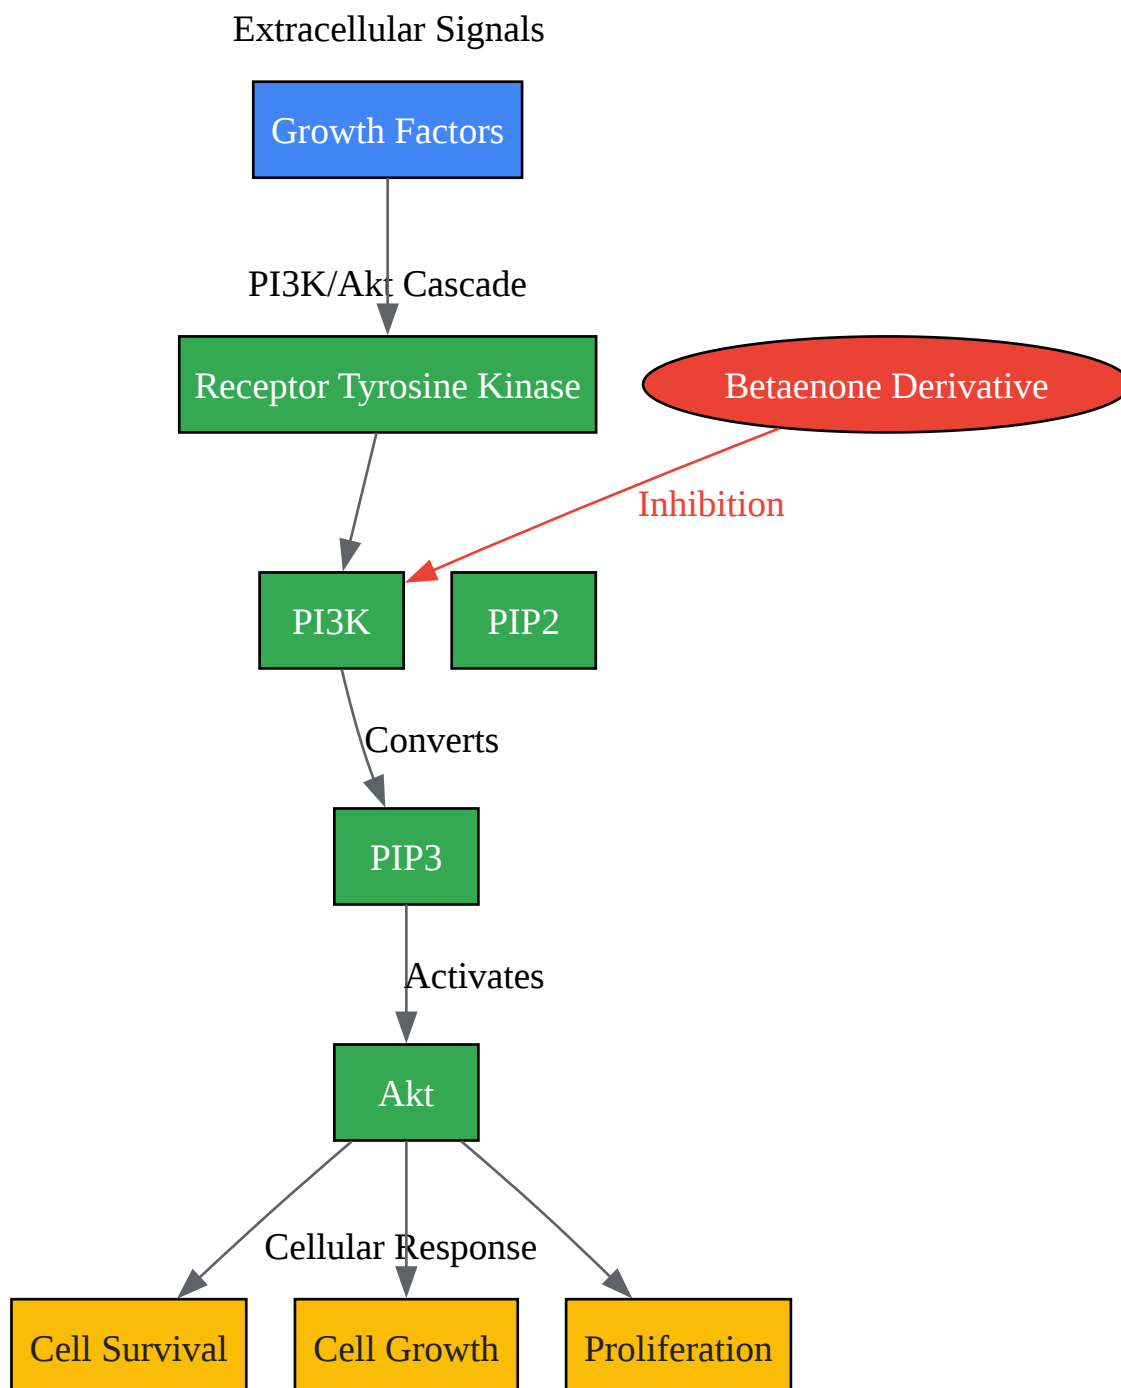 Extracellular Signals
Growth Factors
PI3K/Akt Cascade
Receptor Tyrosine Kinase
Betaenone Derivative
Inhibition
PI3K
PIP2
Converts
PIP3
Activates
Akt
Cellular Response
Cell Survival
Cell Growth
Proliferation